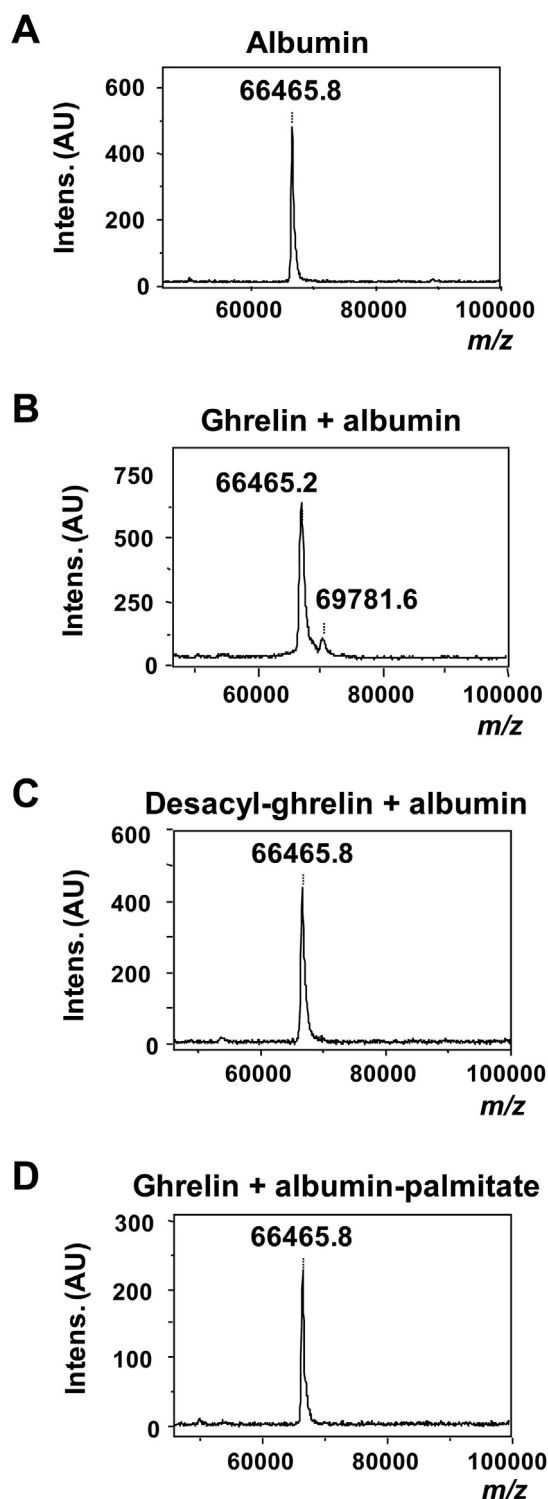 A
Albumin
66465.8
600
400
200
0
Intens. (AU)
60000 80000 100000
m/z
B
Ghrelin + albumin
66465.2
69781.6
750
500
250
0
Intens. (AU)
60000 80000 100000
m/z
C
Desacyl-ghrelin + albumin
66465.8
600
400
200
0
Intens. (AU)
60000 80000 100000
m/z
D
Ghrelin + albumin-palmitate
66465.8
300
200
100
0
Intens. (AU)
60000 80000 100000
m/z